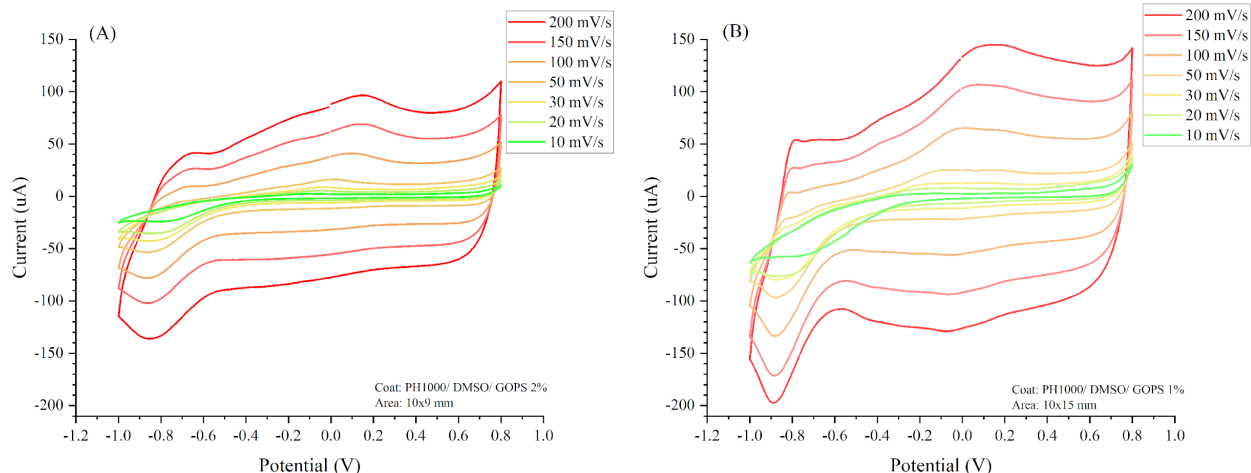 (A)
200 mV/s
150 mV/s
100 mV/s
50 mV/s
30 mV/s
20 mV/s
10 mV/s
150
100
50
0
-50
-100
-150
-200
Current (uA)
Coat: PH1000/ DMSO/ GOPS 2%
Area: 10x9 mm
-1.2 -1.0 -0.8 -0.6 -0.4 -0.2 0.0 0.2 0.4 0.6 0.8 1.0
Potential (V)
(B)
200 mV/s
150 mV/s
100 mV/s
50 mV/s
30 mV/s
20 mV/s
10 mV/s
150
100
50
0
-50
-100
-150
-200
Current (uA)
Coat: PH1000/ DMSO/ GOPS 1%
Area: 10x15 mm
-1.2 -1.0 -0.8 -0.6 -0.4 -0.2 0.0 0.2 0.4 0.6 0.8 1.0
Potential (V)